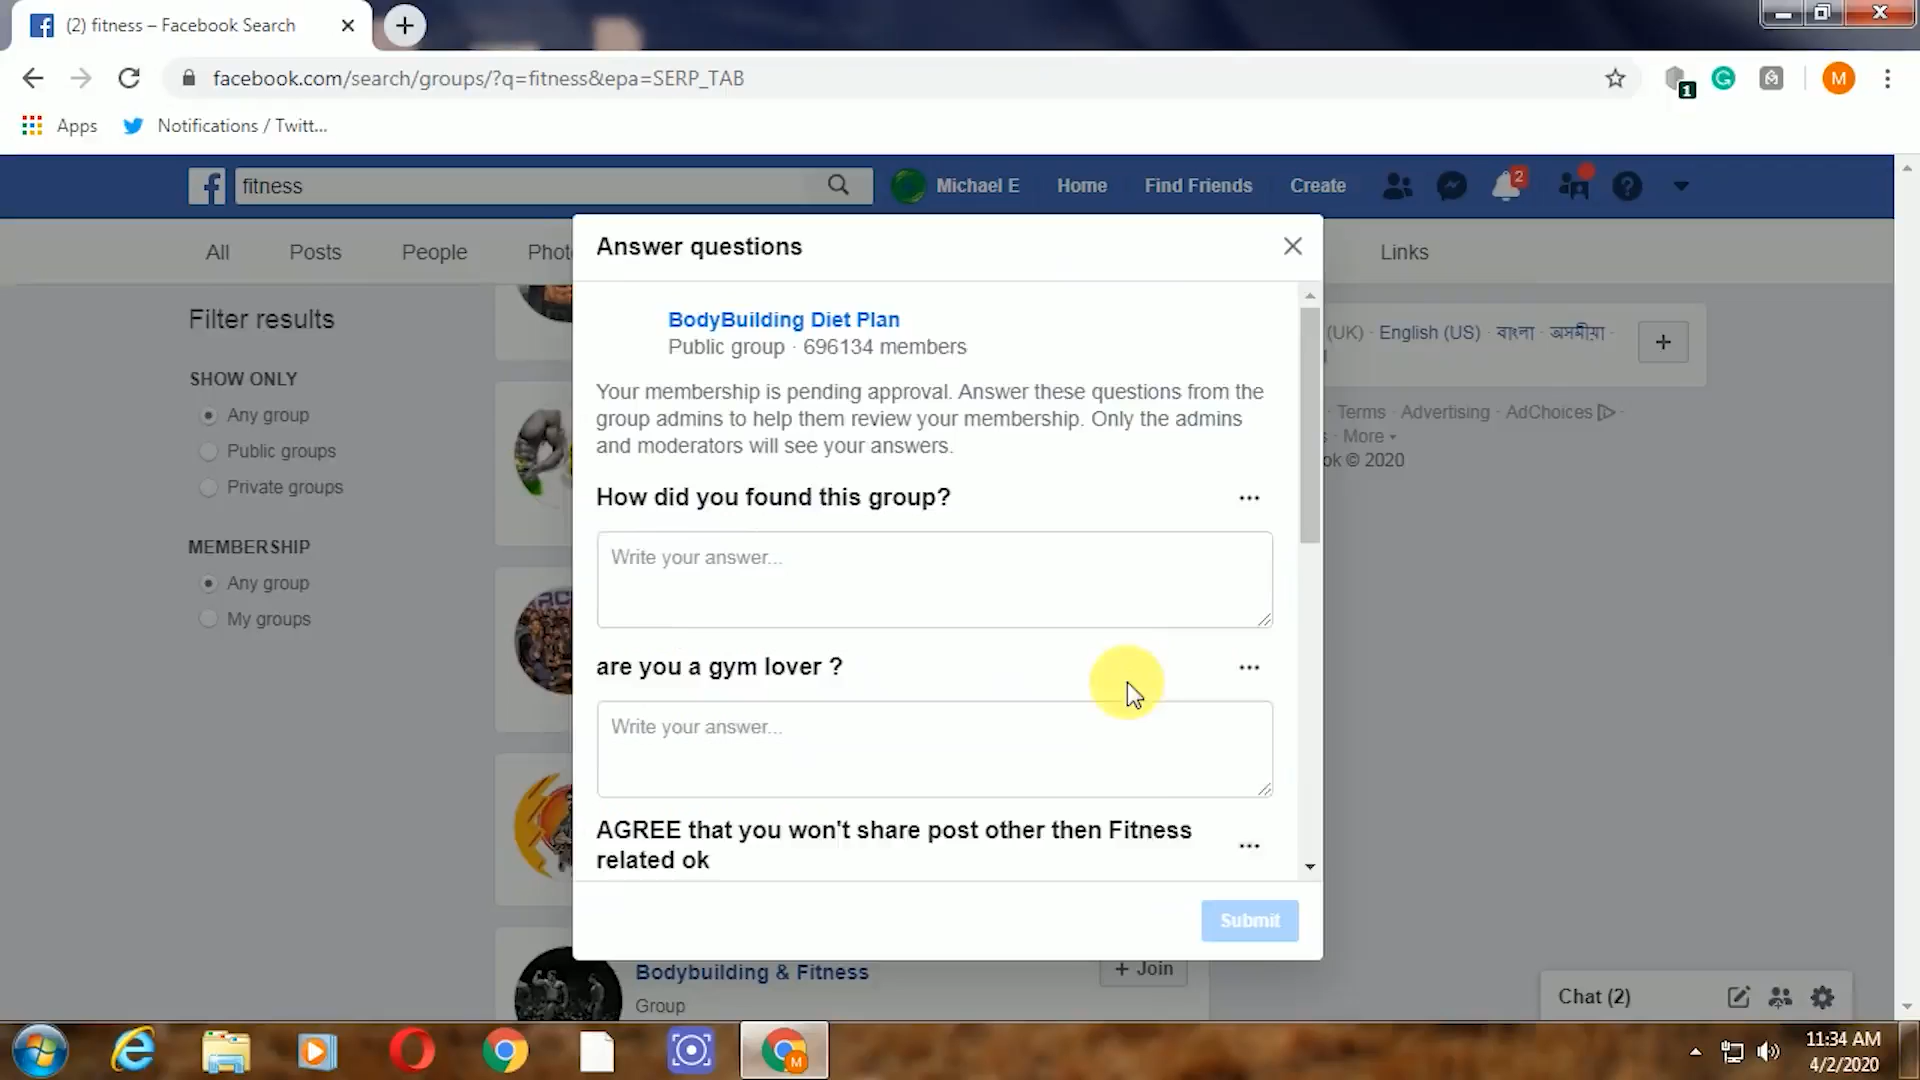 (2) fitness – Facebook Search
facebook.com/search/groups/?q=fitness&epa=SERP_TAB
1
M
Apps
Notifications / Twitt...
fitness
Michael E
Home
Find Friends
Create
2
All
Posts
People
Phot
Links
Answer questions
Filter results
SHOW ONLY
Any group
Public groups
Private groups
MEMBERSHIP
Any group
My groups
BodyBuilding Diet Plan
Public group · 696134 members
Your membership is pending approval. Answer these questions from the
group admins to help them review your membership. Only the admins
and moderators will see your answers.
How did you found this group?
Write your answer...
are you a gym lover ?
Write your answer...
AGREE that you won't share post other then Fitness
related ok
Submit
(UK) · English (US) · বাংলা · অসমীয়া ·
· Terms · Advertising · AdChoices ·
· More
ok © 2020
Bodybuilding & Fitness
Group
+ Join
Chat (2)
M
11:34 AM
4/2/2020